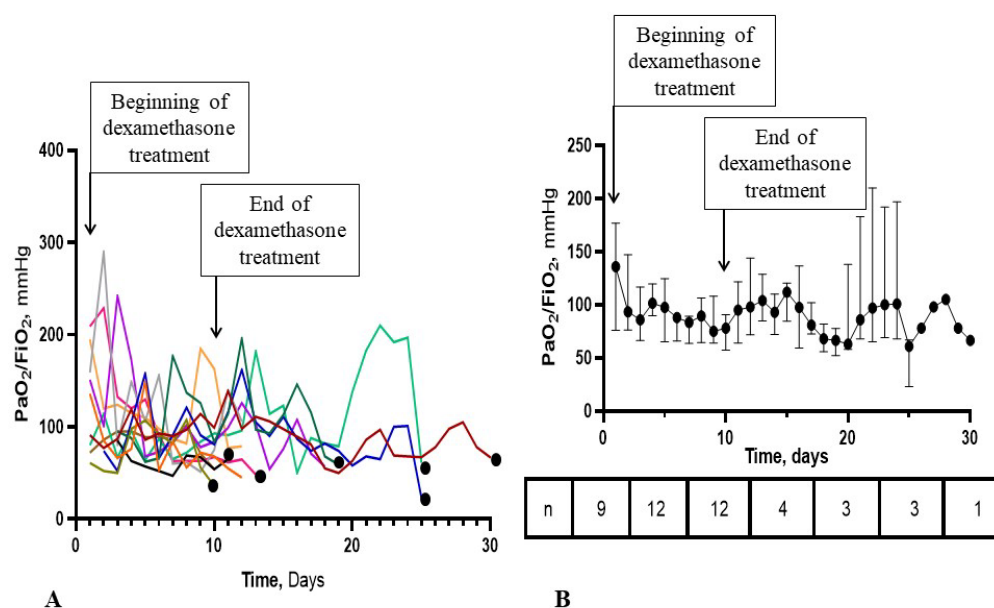 Beginning of
dexamethasone
treatment
End of
dexamethasone
treatment
400
300
200
100
0
PaO2/FiO2, mmHg
0
10
20
30
Time, Days
A
Beginning of
dexamethasone
treatment
End of
dexamethasone
treatment
250
200
150
100
50
0
PaO2/FiO2, mmHg
0
10
20
30
Time, days
n 9 12 12 4 3 3 1
B